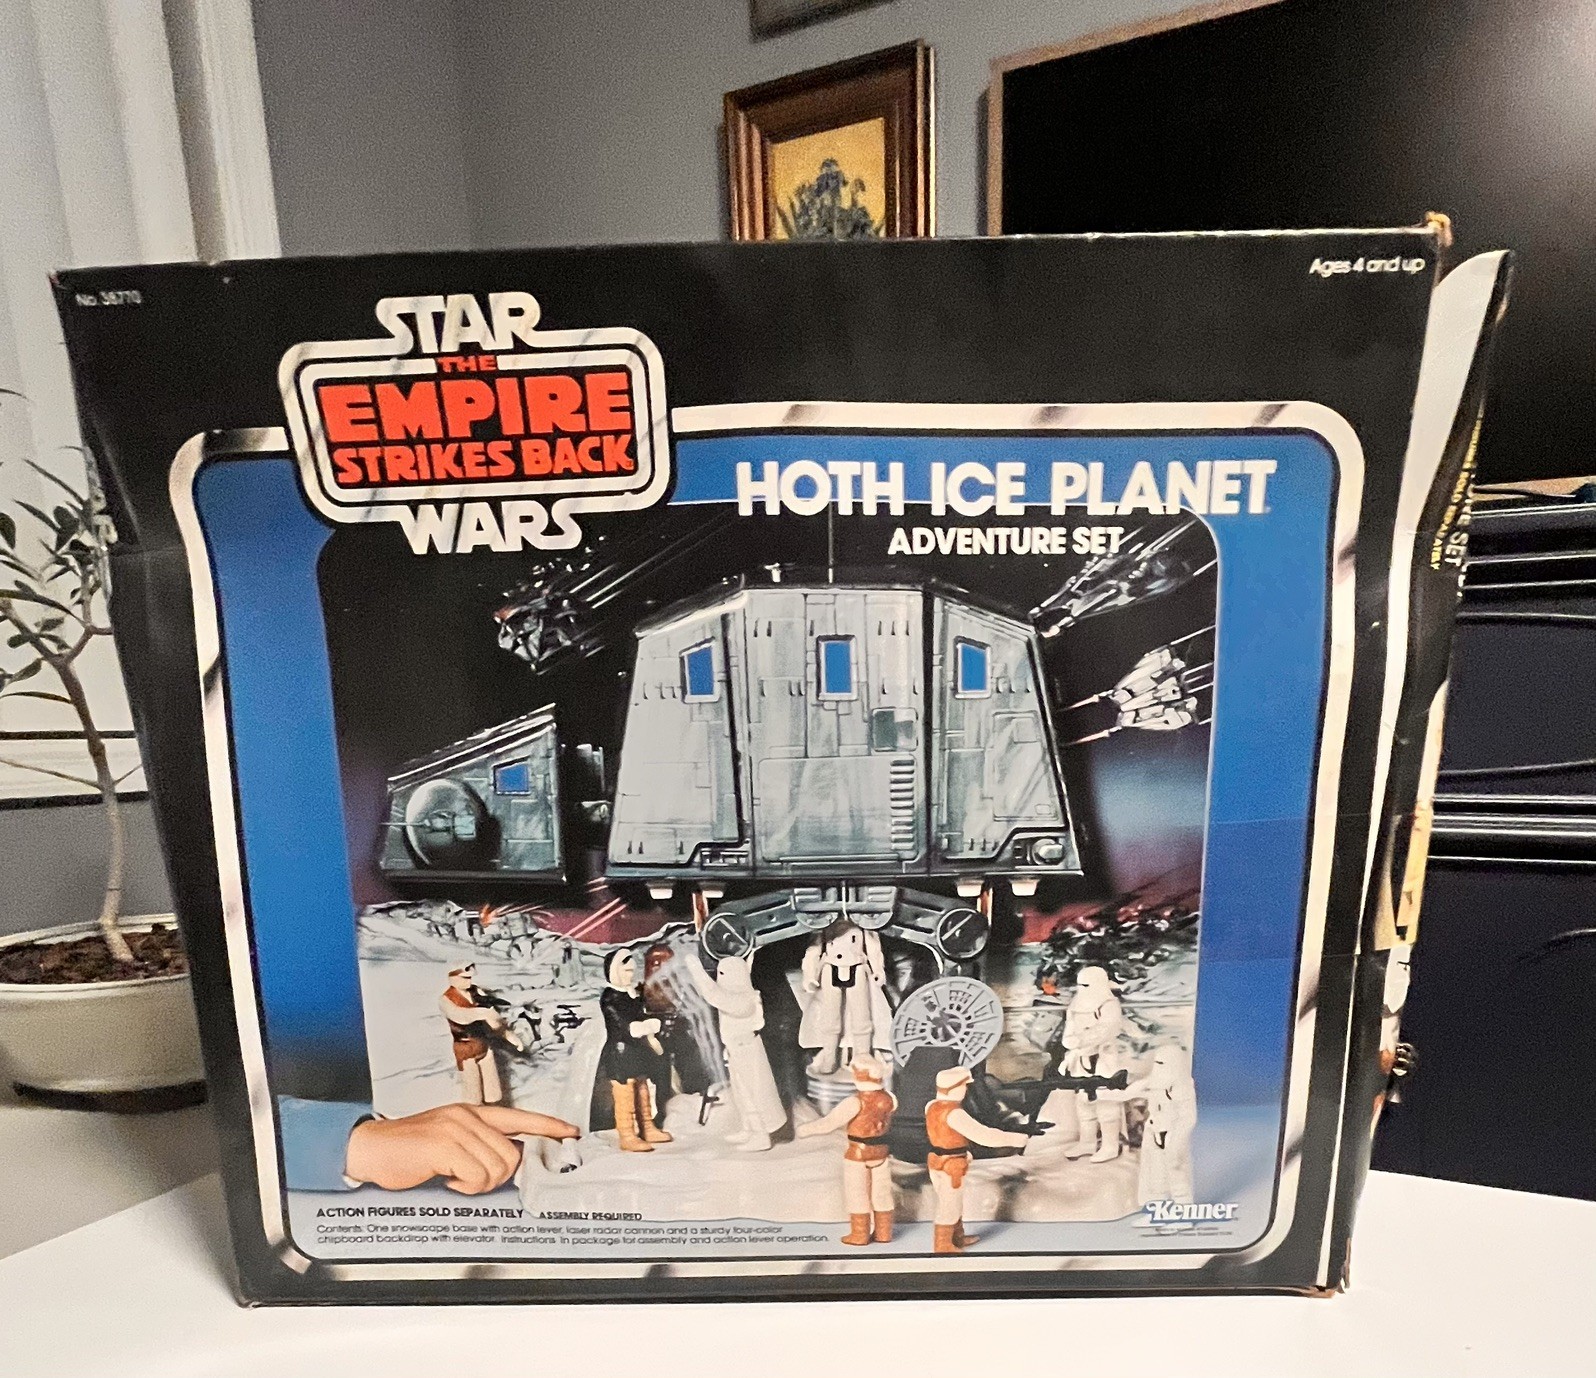 No. 38770
Ages 4 and up
STAR
THE
EMPIRE
STRIKES BACK
WARS
HOTH ICE PLANET
ADVENTURE SET
ACTION FIGURES SOLD SEPARATELY ASSEMBLY REQUIRED
Contents: One snowscape base with action lever, laser radar cannon and a sturdy four-color
chipboard backdrop with elevator. Instructions in package for assembly and action lever operation.
Kenner
SET